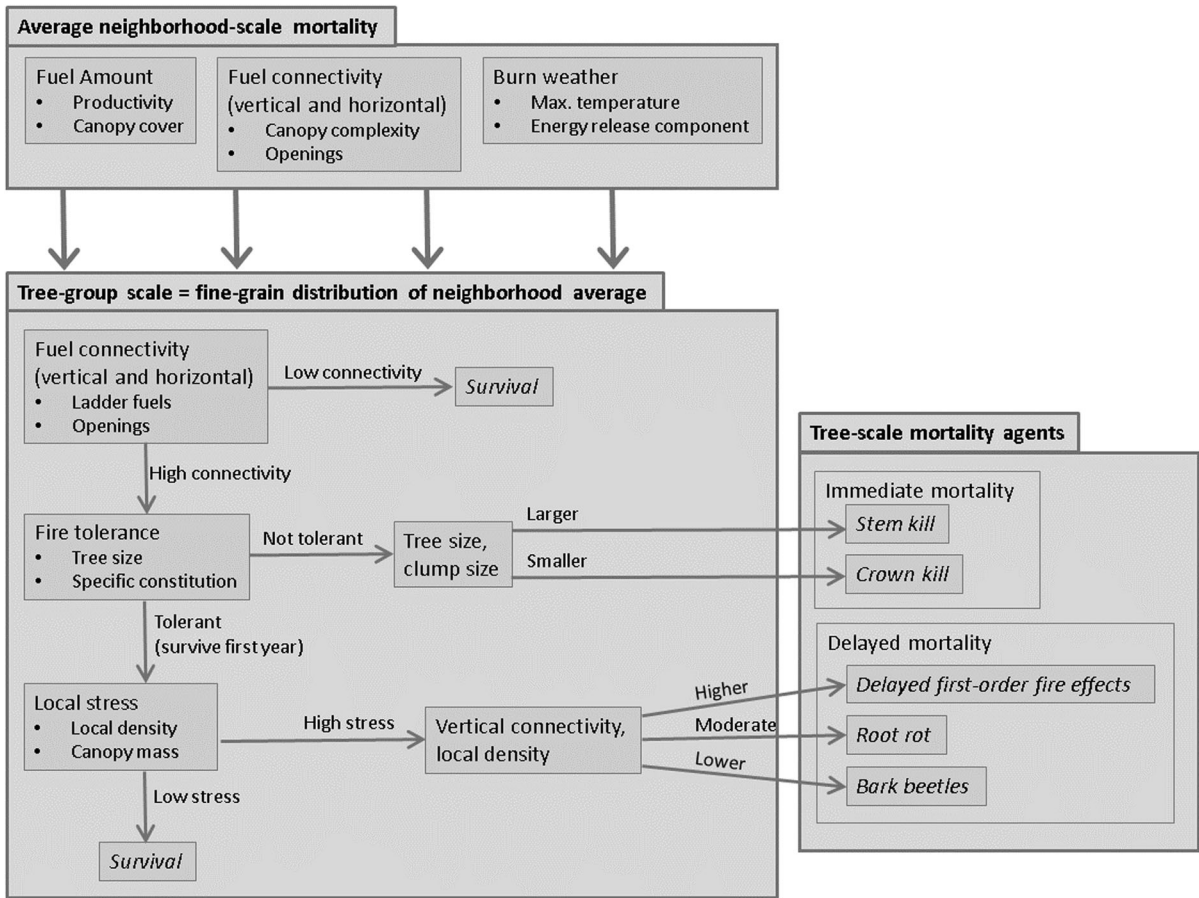 Average neighborhood-scale mortality
Fuel Amount
• Productivity
• Canopy cover
Fuel connectivity
(vertical and horizontal)
• Canopy complexity
• Openings
Burn weather
• Max. temperature
• Energy release component
Tree-group scale = fine-grain distribution of neighborhood average
Fuel connectivity
(vertical and horizontal)
• Ladder fuels
• Openings
Low connectivity
Survival
High connectivity
Fire tolerance
• Tree size
• Specific constitution
Not tolerant
Tree size,
clump size
Larger
Smaller
Tolerant
(survive first year)
Local stress
• Local density
• Canopy mass
High stress
Vertical connectivity,
local density
Higher
Moderate
Lower
Low stress
Survival
Tree-scale mortality agents
Immediate mortality
Stem kill
Crown kill
Delayed mortality
Delayed first-order fire effects
Root rot
Bark beetles